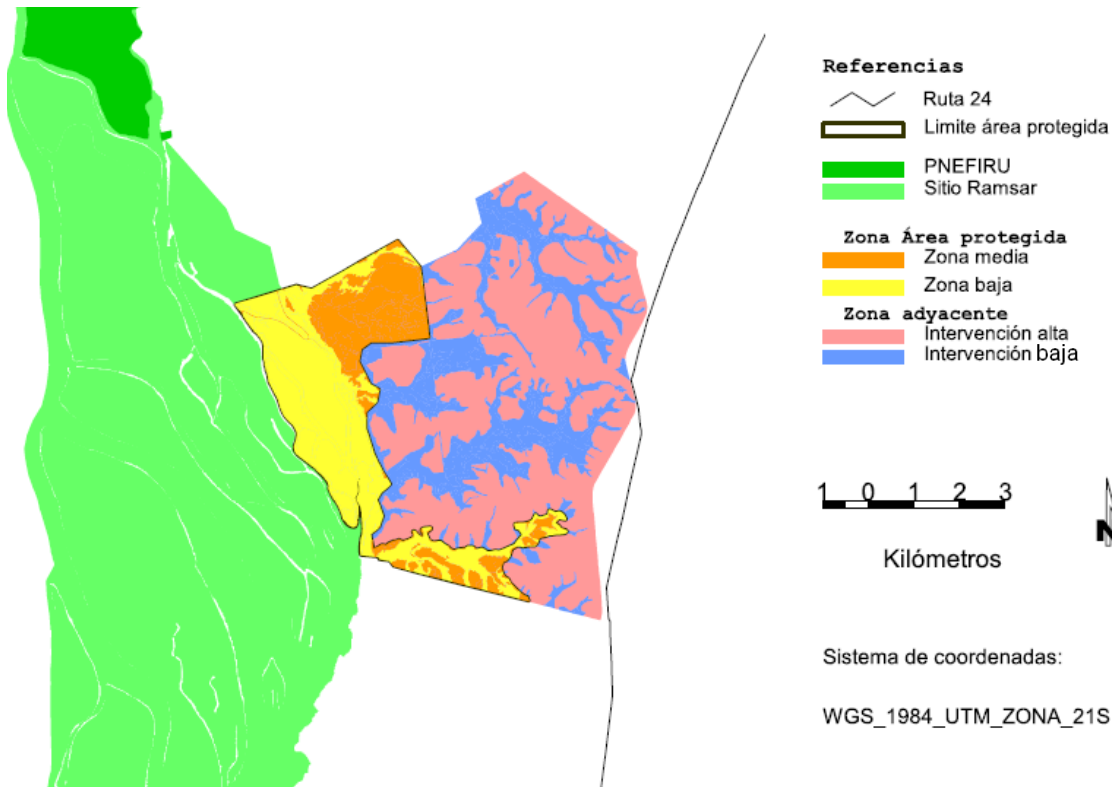 Referencias
Ruta 24
Limite área protegida
PNEFIRU
Sitio Ramsar
Zona Área protegida
Zona media
Zona baja
Zona adyacente
Intervención alta
Intervención baja
1 0 1 2 3
N
Kilómetros
Sistema de coordenadas:
WGS_1984_UTM_ZONA_21S